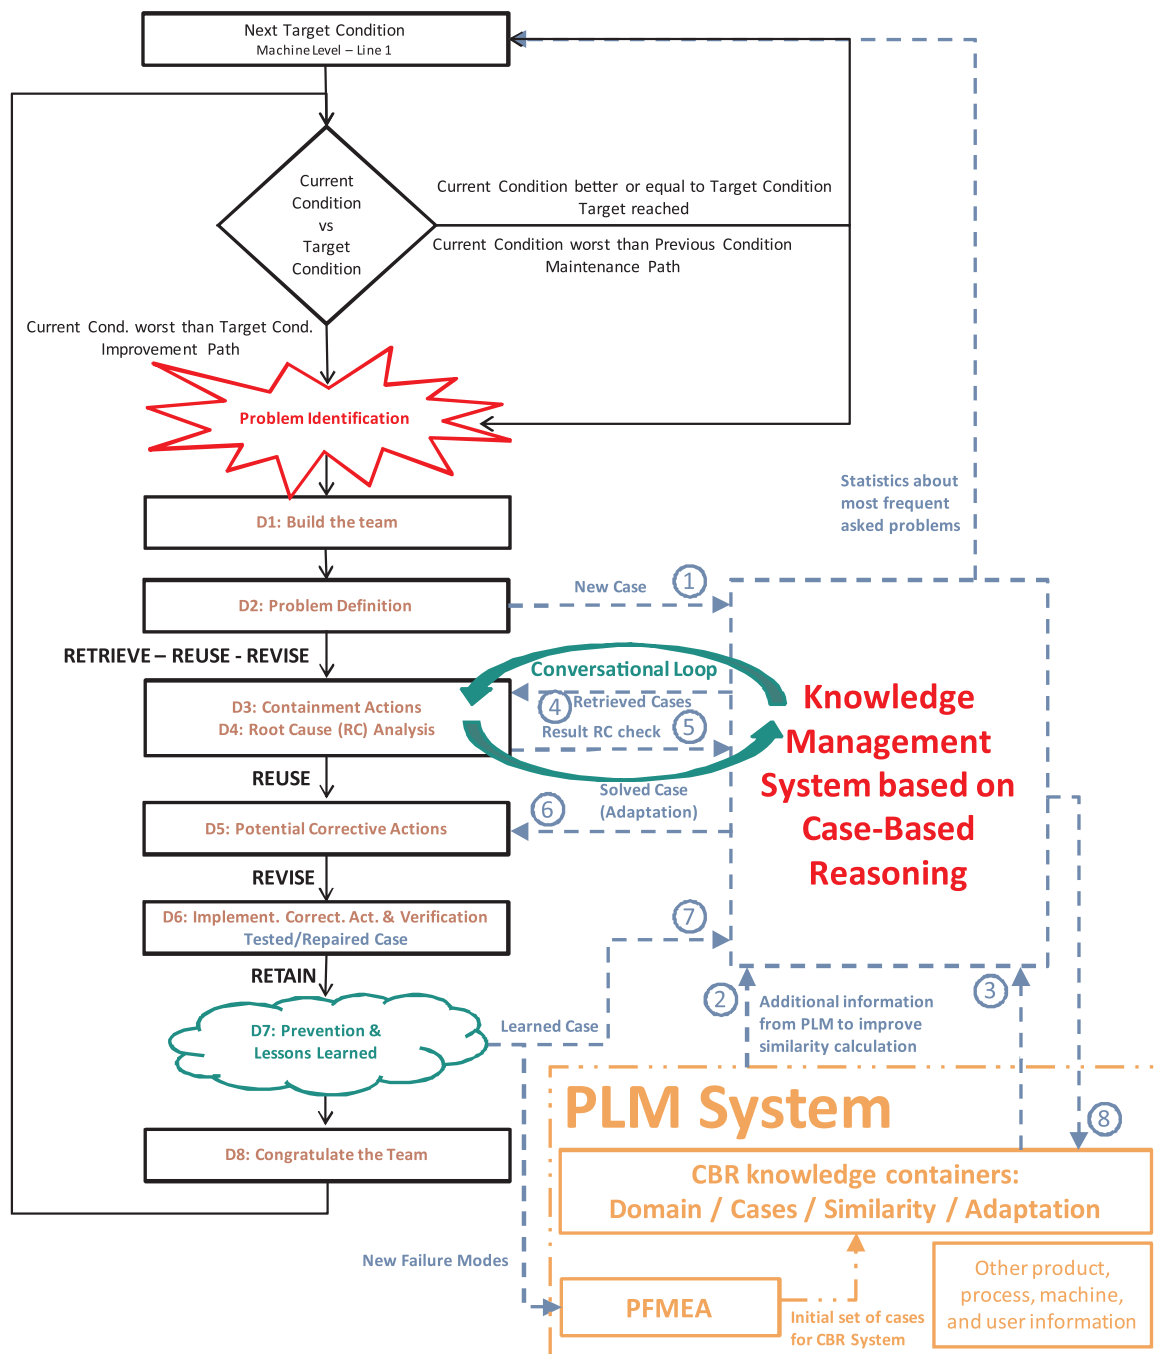 Next Target Condition
Machine Level – Line 1
Current
Condition
vs
Target
Condition
Current Condition better or equal to Target Condition
Target reached
Current Condition worst than Previous Condition
Maintenance Path
Current Cond. worst than Target Cond.
Improvement Path
Problem Identification
Statistics about
most frequent
asked problems
D1: Build the team
New Case
1
D2: Problem Definition
RETRIEVE – REUSE - REVISE
Conversational Loop
4
Retrieved Cases
D3: Containment Actions
D4: Root Cause (RC) Analysis
Result RC check
5
Knowledge
Management
System based on
Case-Based
Reasoning
REUSE
6
Solved Case
(Adaptation)
D5: Potential Corrective Actions
REVISE
D6: Implement. Correct. Act. & Verification
Tested/Repaired Case
7
RETAIN
D7: Prevention &
Lessons Learned
Learned Case
2
Additional information
from PLM to improve
similarity calculation
3
PLM System
8
D8: Congratulate the Team
CBR knowledge containers:
Domain / Cases / Similarity / Adaptation
New Failure Modes
PFMEA
Initial set of cases
for CBR System
Other product,
process, machine,
and user information